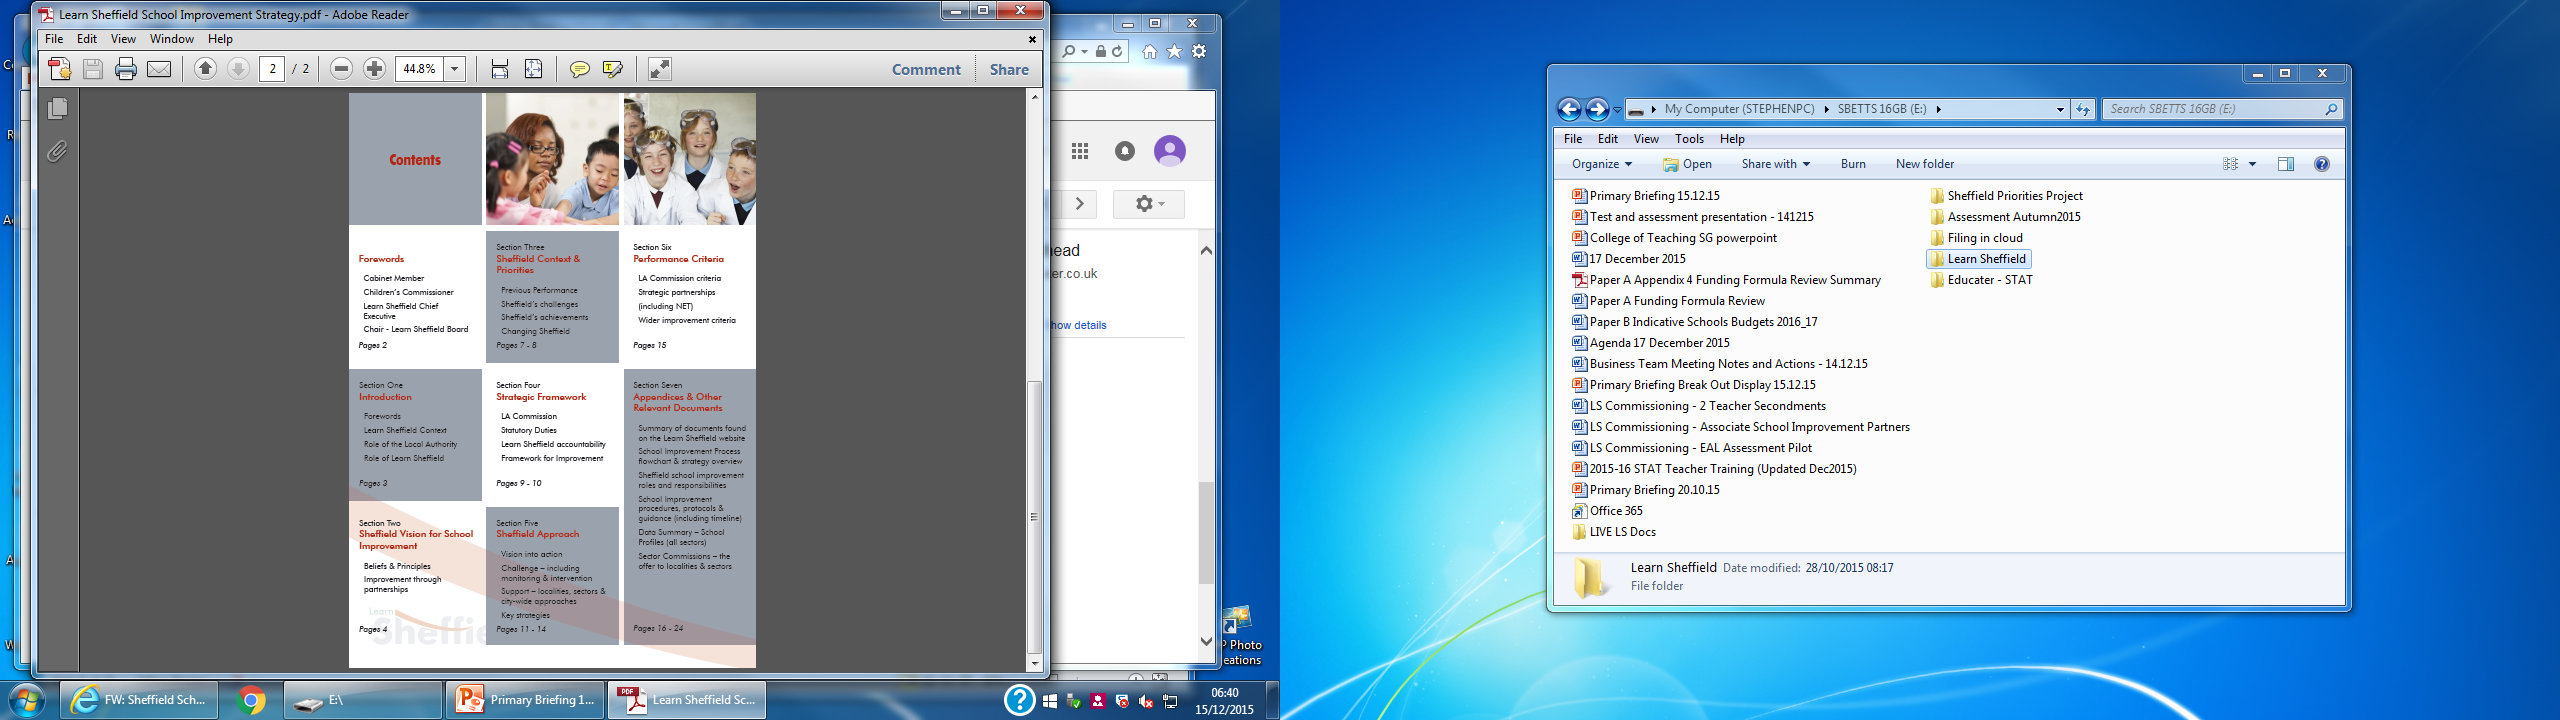 Learn Sheffield School Improvement Strategy.pdf - Adobe Reader
File Edit View Window Help
2 / 2 44.8% Comment Share
Contents
Forewords
Cabinet Member
Children's Commissioner
Learn Sheffield Chief
Executive
Chair - Learn Sheffield Board
Pages 2
Section Three
Sheffield Context &
Priorities
Previous Performance
Sheffield's challenges
Sheffield's achievements
Changing Sheffield
Pages 7 - 8
Section Six
Performance Criteria
LA Commission criteria
Strategic partnerships
(including NET)
Wider improvement criteria
Pages 15
Section One
Introduction
Forewords
Learn Sheffield Context
Role of the Local Authority
Role of Learn Sheffield
Pages 3
Section Four
Strategic Framework
LA Commission
Statutory Duties
Learn Sheffield accountability
Framework for Improvement
Pages 9 - 10
Section Seven
Appendices & Other
Relevant Documents
Summary of documents found
on the Learn Sheffield website
School Improvement Process
flowchart & strategy overview
Sheffield school improvement
roles and responsibilities
School Improvement
procedures, protocols &
guidance (including timeline)
Data Summary – School
Profiles (all sectors)
Sector Commissions – the
offer to localities & sectors
Pages 16 - 24
Section Two
Sheffield Vision for School
Improvement
Beliefs & Principles
Improvement through
partnerships
Pages 4
Learn
Sheffie
Section Five
Sheffield Approach
Vision into action
Challenge – including
monitoring & intervention
Support – localities, sectors &
city-wide approaches
Key strategies
Pages 11 - 14
ead
er.co.uk
how details
P Photo
eations
FW: Sheffield Sch...
E:\
Primary Briefing 1...
PDF
Learn Sheffield Sc...
06:40
15/12/2015
My Computer (STEPHENPC) SBETTS 16GB (E:) Search SBETTS 16GB (E:)
File Edit View Tools Help
Organize Open Share with Burn New folder
Primary Briefing 15.12.15
Test and assessment presentation - 141215
College of Teaching SG powerpoint
17 December 2015
Paper A Appendix 4 Funding Formula Review Summary
Paper A Funding Formula Review
Paper B Indicative Schools Budgets 2016_17
Agenda 17 December 2015
Business Team Meeting Notes and Actions - 14.12.15
Primary Briefing Break Out Display 15.12.15
LS Commissioning - 2 Teacher Secondments
LS Commissioning - Associate School Improvement Partners
LS Commissioning - EAL Assessment Pilot
2015-16 STAT Teacher Training (Updated Dec2015)
Primary Briefing 20.10.15
Office 365
LIVE LS Docs
Sheffield Priorities Project
Assessment Autumn2015
Filing in cloud
Learn Sheffield
Educater - STAT
Learn Sheffield Date modified: 28/10/2015 08:17
File folder